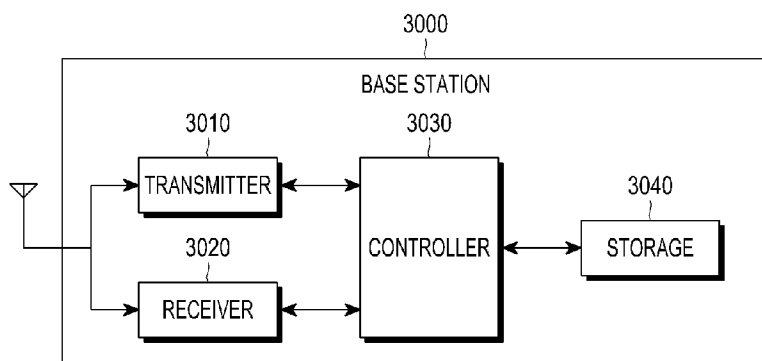 3000
BASE STATION
3010
TRANSMITTER
3020
RECEIVER
3030
CONTROLLER
3040
STORAGE